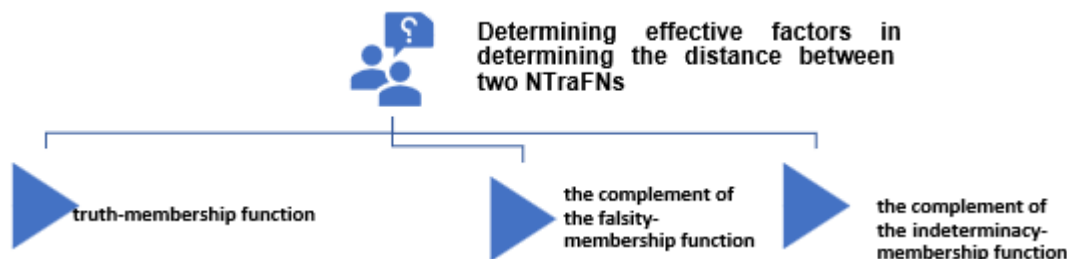 ?
Determining effective factors in
determining the distance between
two NTraFNs
truth-membership function
the complement of
the falsity-
membership function
the complement of
the indeterminacy-
membership function